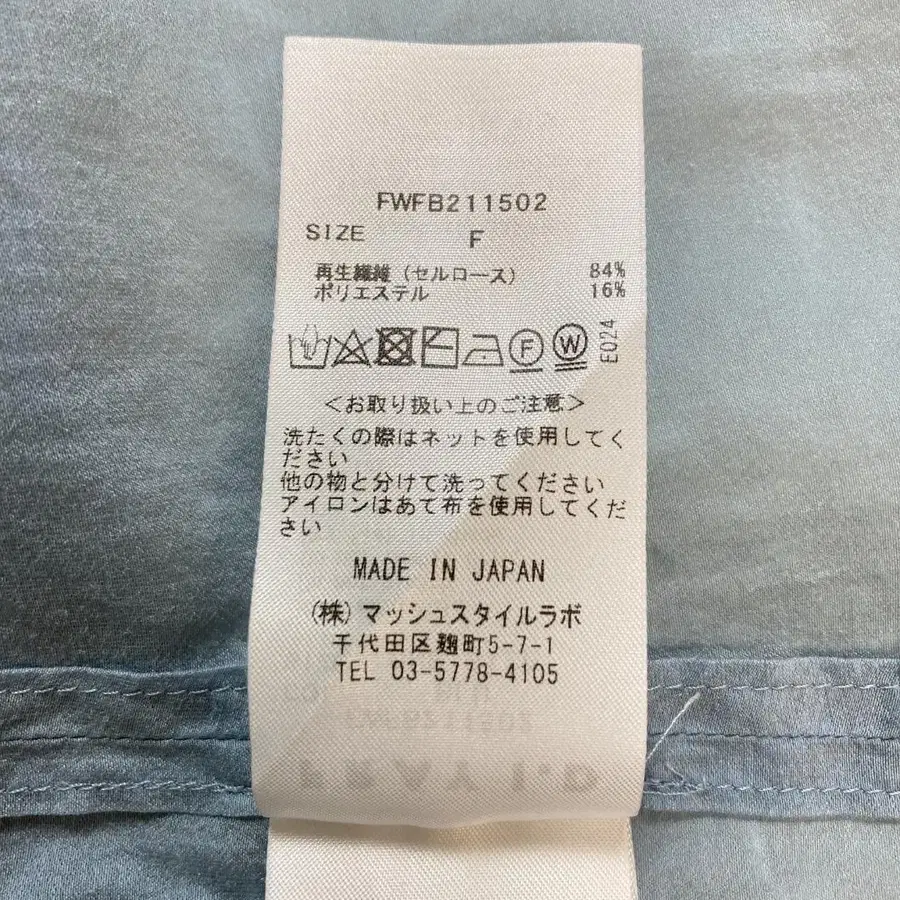 FWFB211502
SIZE F
再生繊維(セルロース) 84%
ポリエステル 16%
F W E024
<お取り扱い上のご注意>
洗たくの際はネットを使用してく
ださい
他の物と分けて洗ってください
アイロンはあて布を使用してくだ
さい
MADE IN JAPAN
(株)マッシュスタイルラボ
千代田区麹町5-7-1
TEL 03-5778-4105
FWFB211502
FRAY I.D